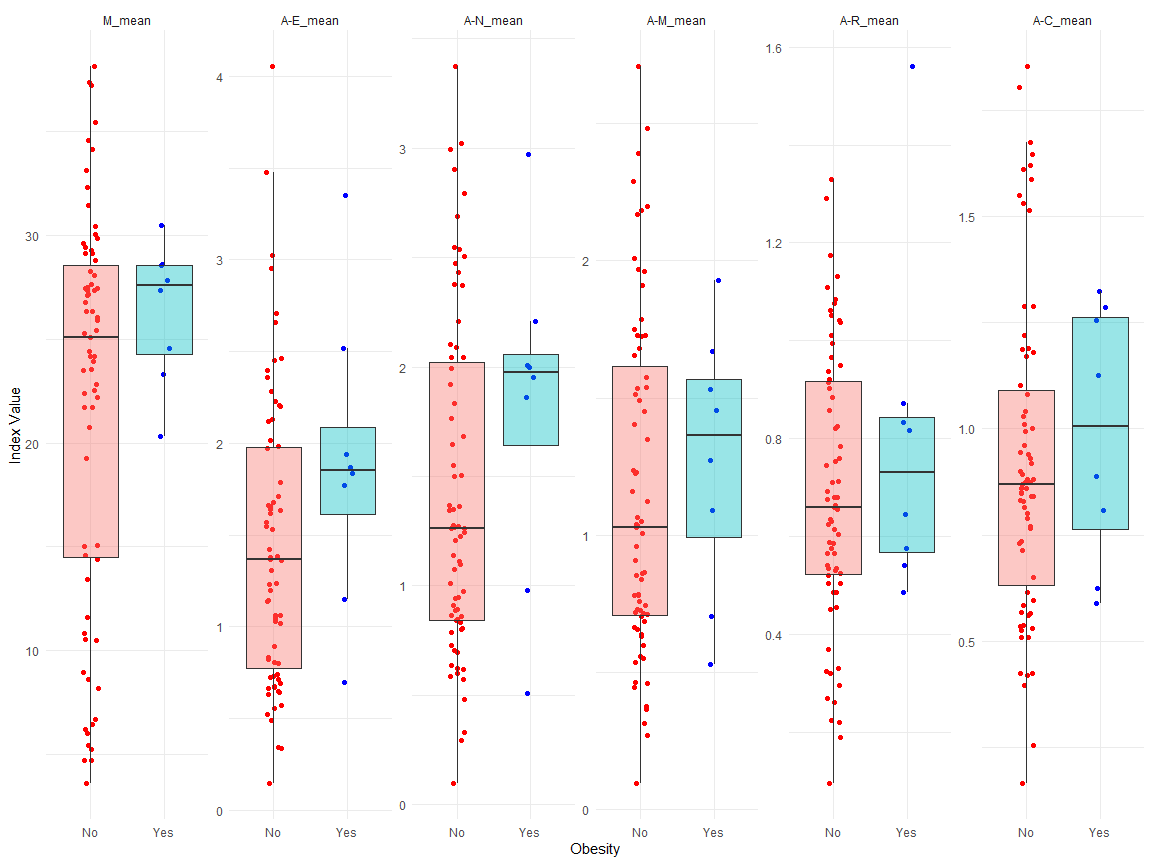 M_mean A-E_mean A-N_mean A-M_mean A-R_mean A-C_mean
Index Value
10 20 30
0 1 2 3 4
0 1 2 3
0 1 2
0.4 0.8 1.2 1.6
0.5 1.0 1.5
No Yes No Yes No Yes No Yes No Yes No Yes
Obesity